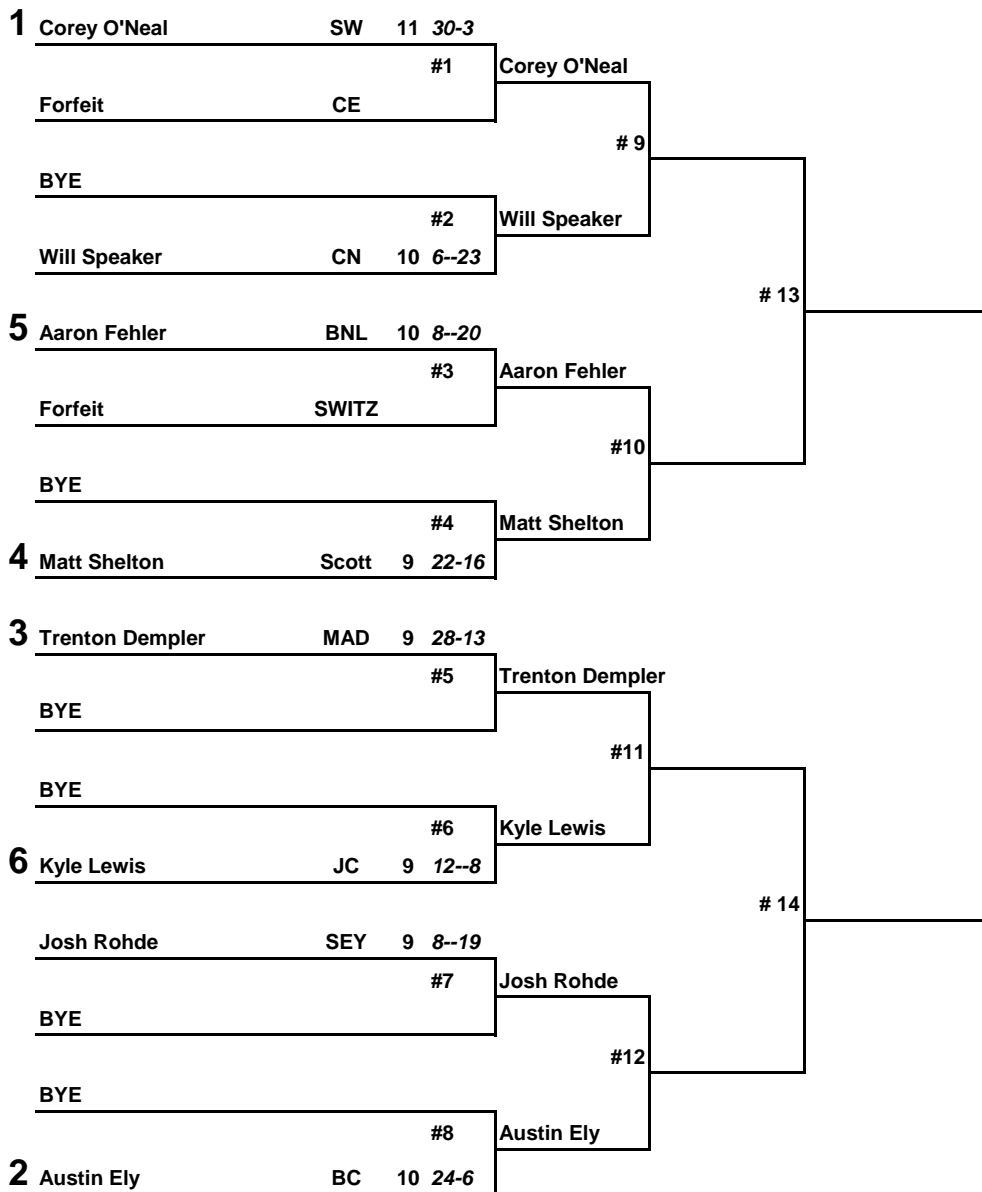 1 Corey O'Neal SW 11 30-3
#1 Corey O'Neal
Forfeit CE
# 9
BYE
#2 Will Speaker
Will Speaker CN 10 6--23
# 13
5 Aaron Fehler BNL 10 8--20
#3 Aaron Fehler
Forfeit SWITZ
#10
BYE
#4 Matt Shelton
4 Matt Shelton Scott 9 22-16
3 Trenton Dempler MAD 9 28-13
#5 Trenton Dempler
BYE
#11
BYE
#6 Kyle Lewis
6 Kyle Lewis JC 9 12--8
# 14
Josh Rohde SEY 9 8--19
#7 Josh Rohde
BYE
#12
BYE
#8 Austin Ely
2 Austin Ely BC 10 24-6